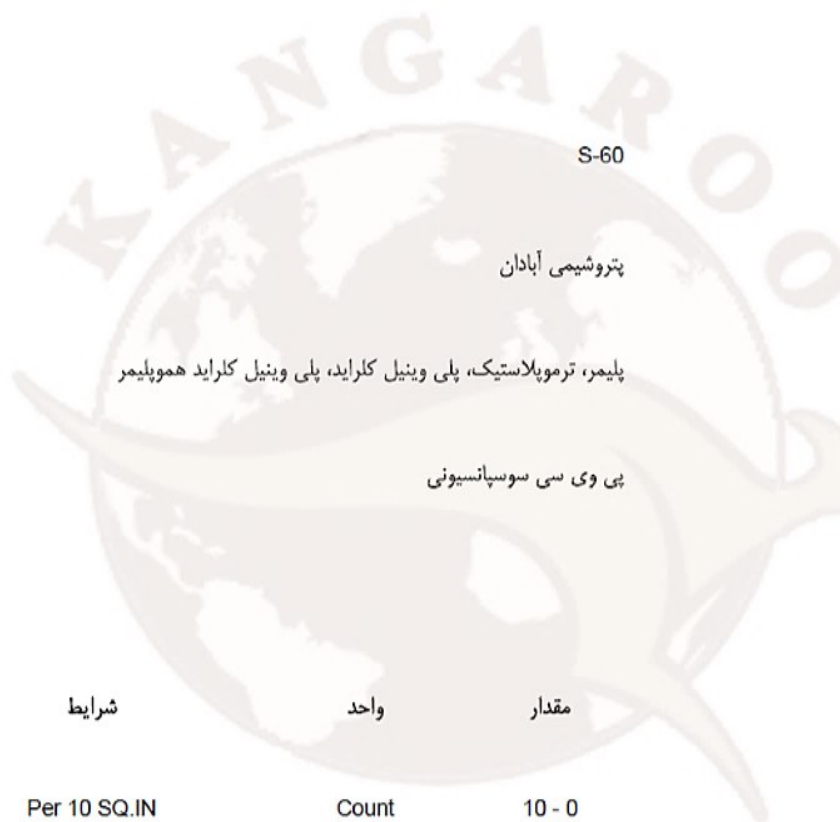 KANGAROO
S-60
پتروشیمی آبادان
پلیمر، ترموپلاستیک، پلی وینیل کلراید، پلی وینیل کلراید هموپلیمر
پی وی سی سوسپانسیونی
مقدار واحد شرایط
Per 10 SQ.IN Count 10 - 0